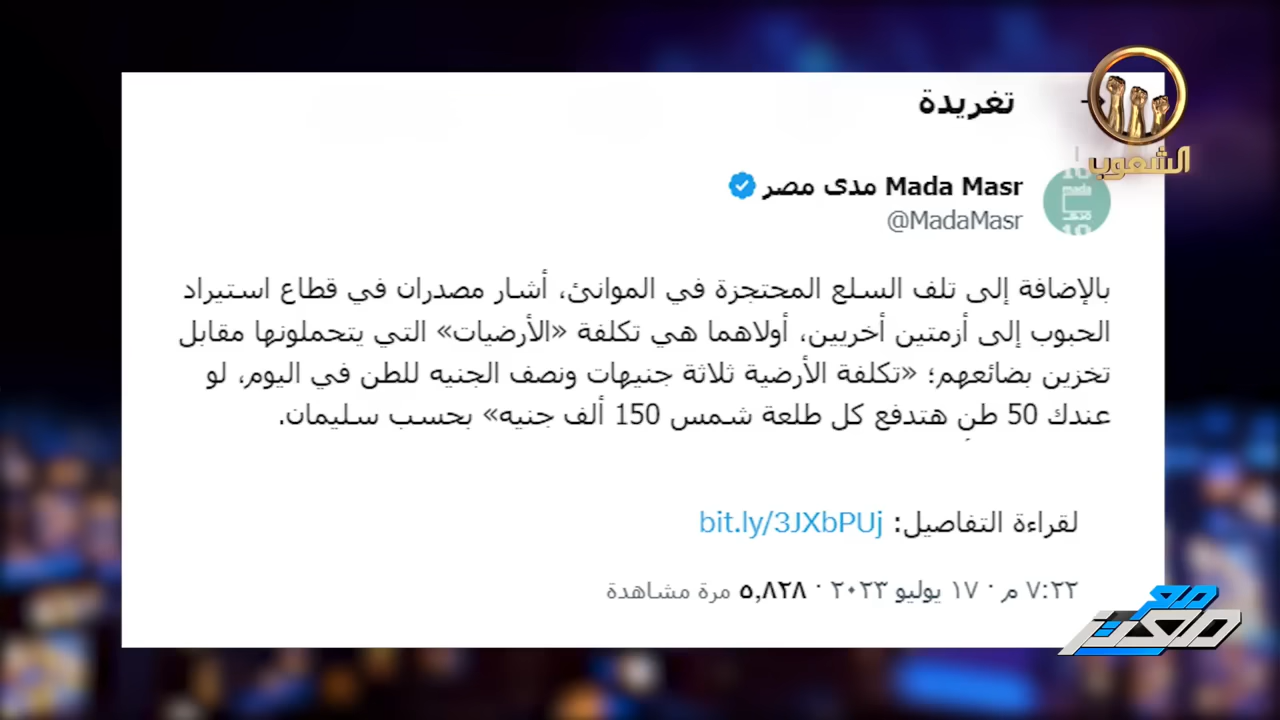 تغريدة
الشعوب
Mada Masr مدى مصر
@MadaMasr
mada
مدى
بالإضافة إلى تلف السلع المحتجزة في الموانئ، أشار مصدران في قطاع استيراد
الحبوب إلى أزمتين أخريين، أولاهما هي تكلفة «الأرضيات» التي يتحملونها مقابل
تخزين بضائعهم؛ «تكلفة الأرضية ثلاثة جنيهات ونصف الجنيه للطن في اليوم، لو
عندك 50 طن هتدفع كل طلعة شمس 150 ألف جنيه» بحسب سليمان.
لقراءة التفاصيل: bit.ly/3JXbPUj
٧:٢٢ م · ١٧ يوليو ٢٠٢٣ · ٥,٨٢٨ مرة مشاهدة
مع
معتز